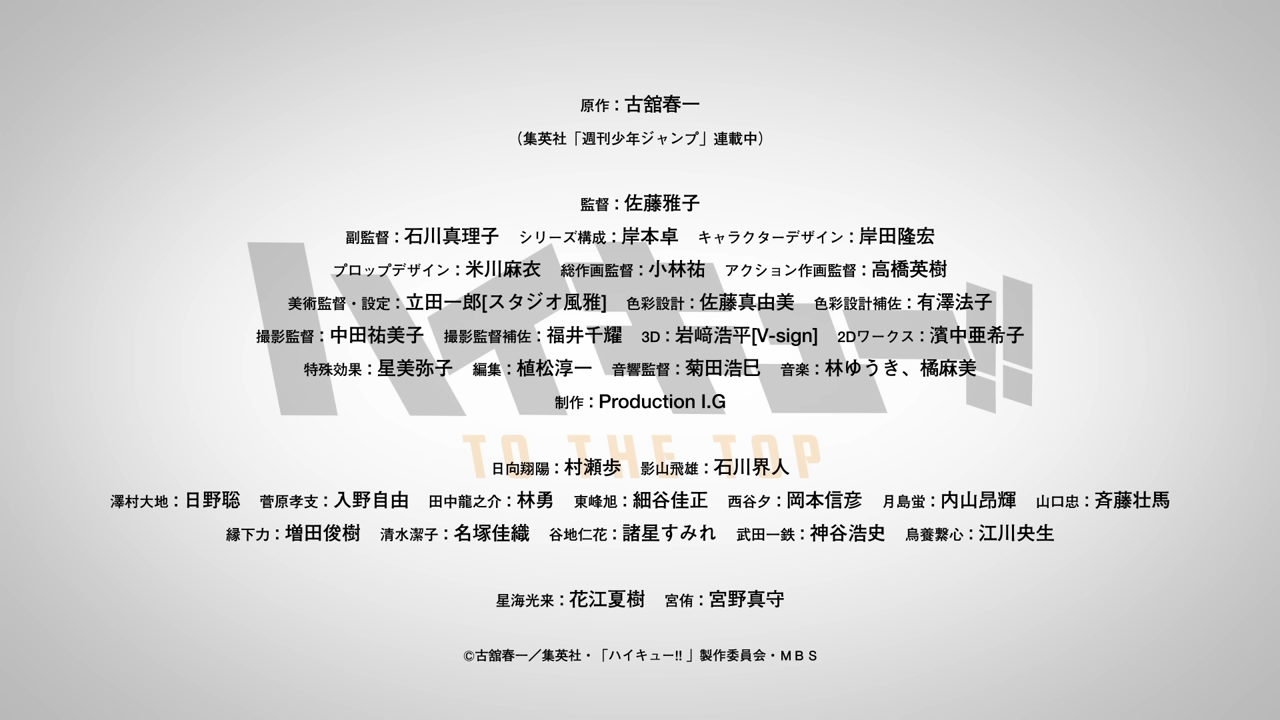 原作：古舘春一
（集英社「週刊少年ジャンプ」連載中）
監督：佐藤雅子
副監督：石川真理子　シリーズ構成：岸本卓　キャラクターデザイン：岸田隆宏
プロップデザイン：米川麻衣　総作画監督：小林祐　アクション作画監督：高橋英樹
美術監督・設定：立田一郎[スタジオ風雅]　色彩設計：佐藤真由美　色彩設計補佐：有澤法子
撮影監督：中田祐美子　撮影監督補佐：福井千耀　3D：岩﨑浩平[V-sign]　2Dワークス：濱中亜希子
特殊効果：星美弥子　編集：植松淳一　音響監督：菊田浩巳　音楽：林ゆうき、橘麻美
制作：Production I.G
ハイキュー!!
TO THE TOP
日向翔陽：村瀬歩　影山飛雄：石川界人
澤村大地：日野聡　菅原孝支：入野自由　田中龍之介：林勇　東峰旭：細谷佳正　西谷夕：岡本信彦　月島蛍：内山昂輝　山口忠：斉藤壮馬
縁下力：増田俊樹　清水潔子：名塚佳織　谷地仁花：諸星すみれ　武田一鉄：神谷浩史　烏養繋心：江川央生
星海光来：花江夏樹　宮侑：宮野真守
©古舘春一／集英社・「ハイキュー!!」製作委員会・ＭＢＳ